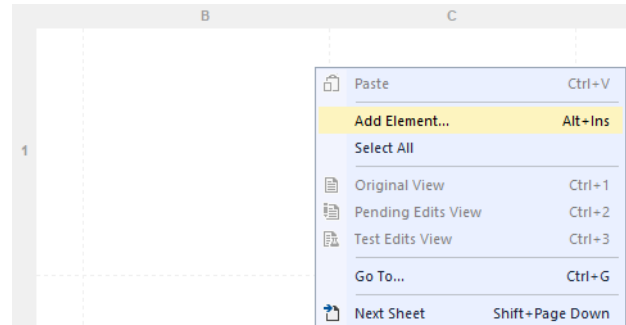 B C
Paste Ctrl+V
Add Element... Alt+Ins
1
Select All
Original View Ctrl+1
Pending Edits View Ctrl+2
Test Edits View Ctrl+3
Go To... Ctrl+G
Next Sheet Shift+Page Down